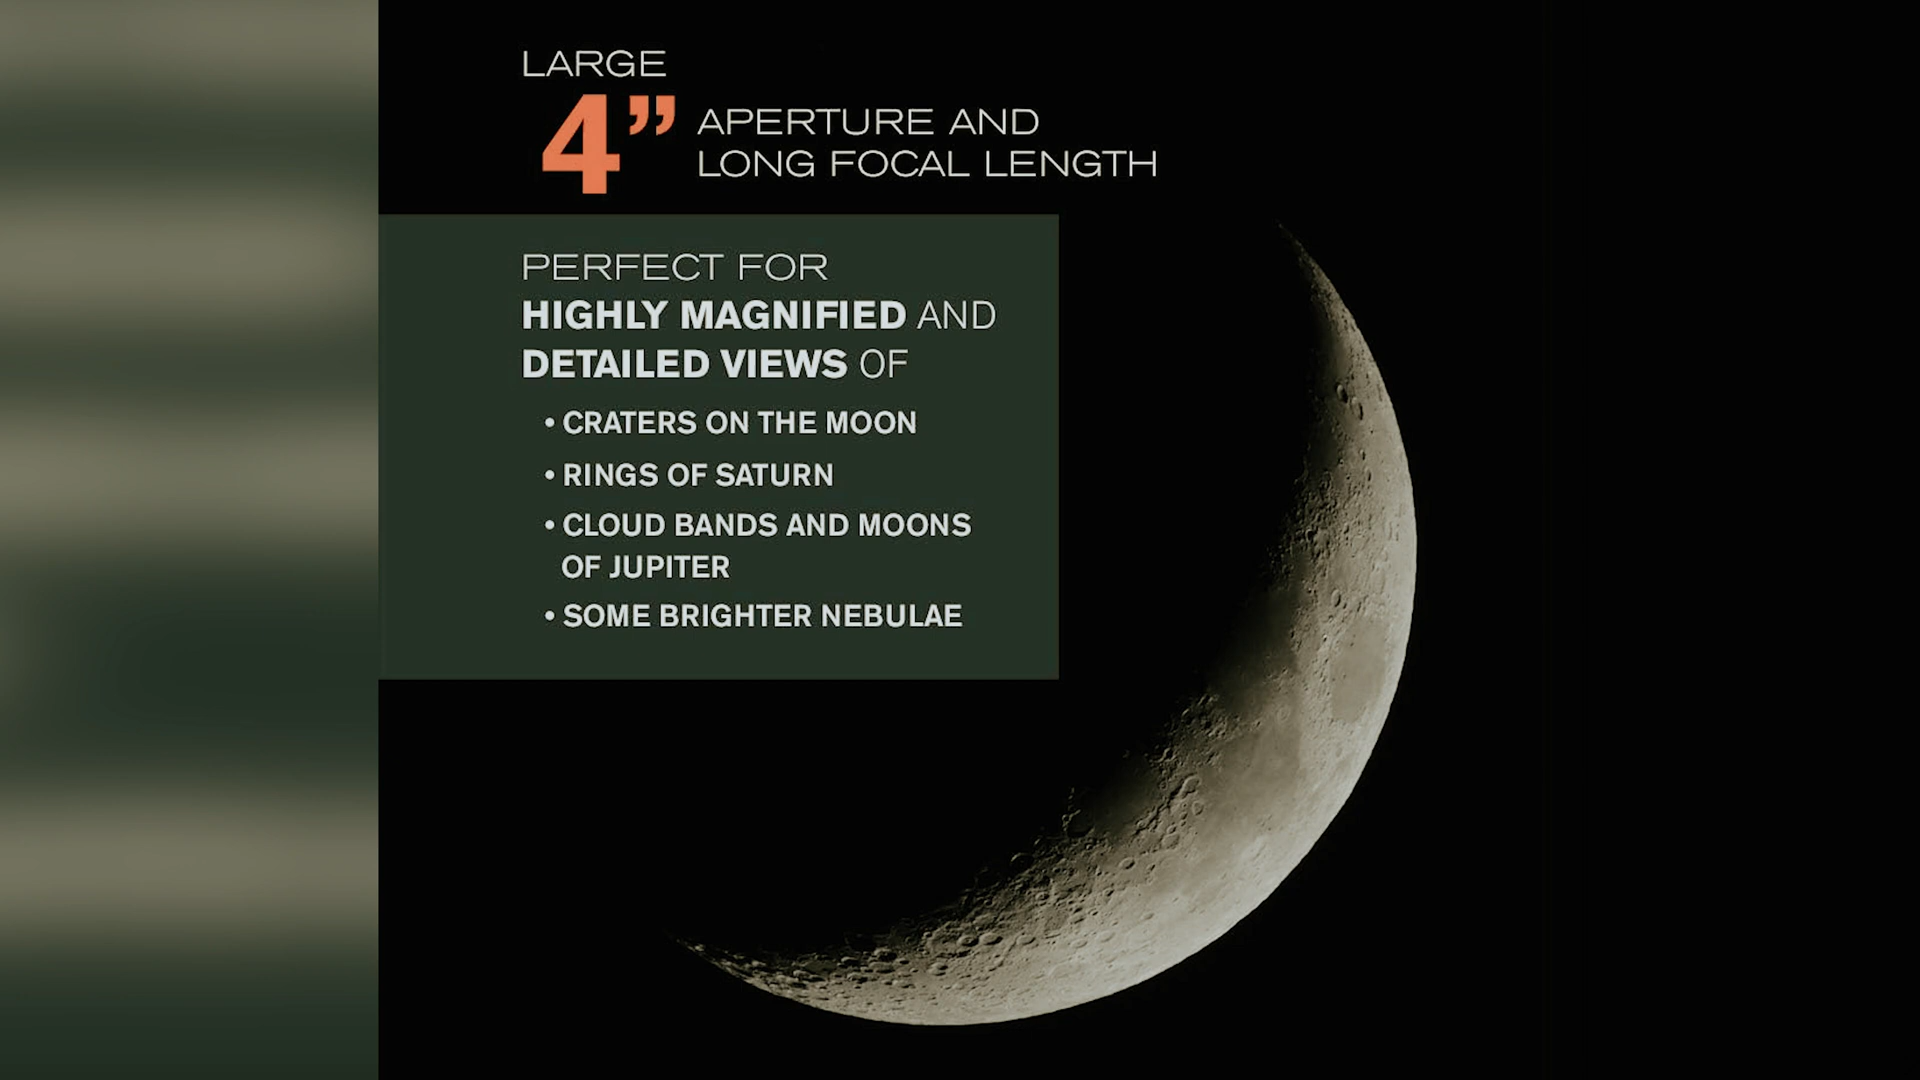 LARGE
4” APERTURE AND
LONG FOCAL LENGTH
PERFECT FOR
HIGHLY MAGNIFIED AND
DETAILED VIEWS OF
• CRATERS ON THE MOON
• RINGS OF SATURN
• CLOUD BANDS AND MOONS
OF JUPITER
• SOME BRIGHTER NEBULAE